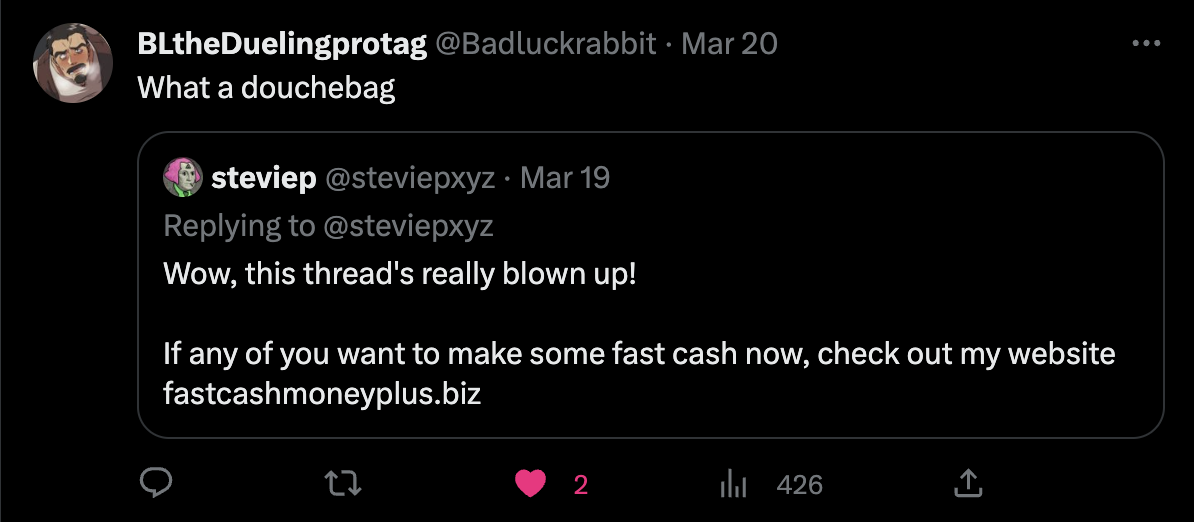 BLtheDuelingprotag @Badluckrabbit · Mar 20
What a douchebag
steviep @steviepxyz · Mar 19
Replying to @steviepxyz
Wow, this thread's really blown up!
If any of you want to make some fast cash now, check out my website
fastcashmoneyplus.biz
2 426